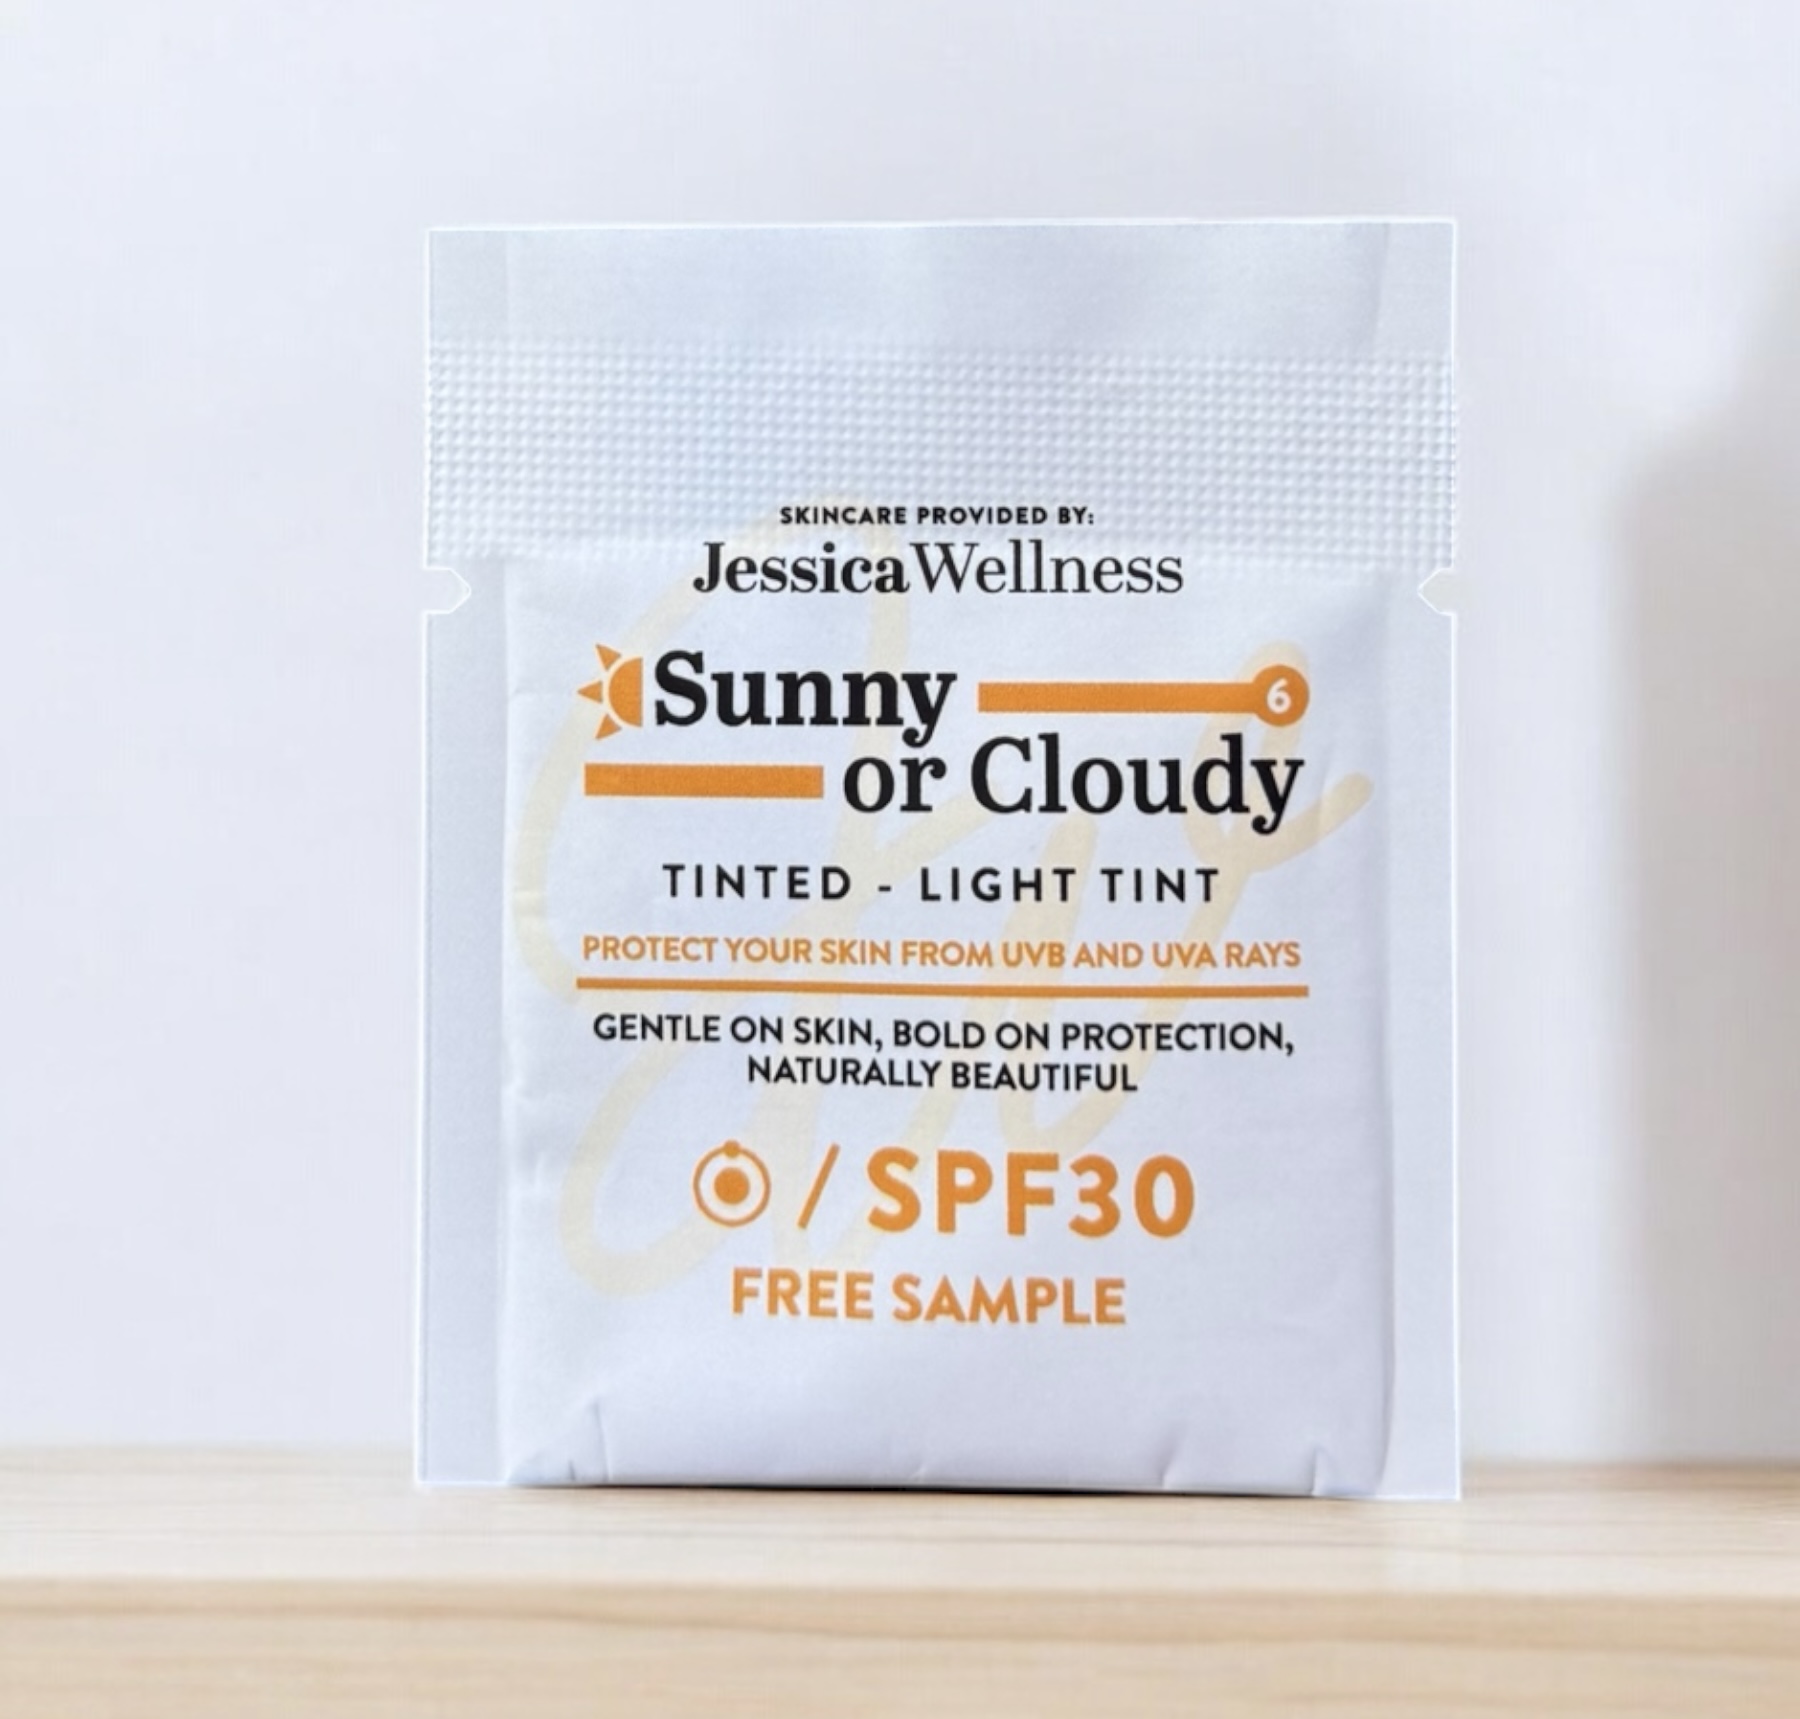 SKINCARE PROVIDED BY:
JessicaWellness
Sunny 6
or Cloudy
TINTED - LIGHT TINT
PROTECT YOUR SKIN FROM UVB AND UVA RAYS
GENTLE ON SKIN, BOLD ON PROTECTION,
NATURALLY BEAUTIFUL
/ SPF30
FREE SAMPLE